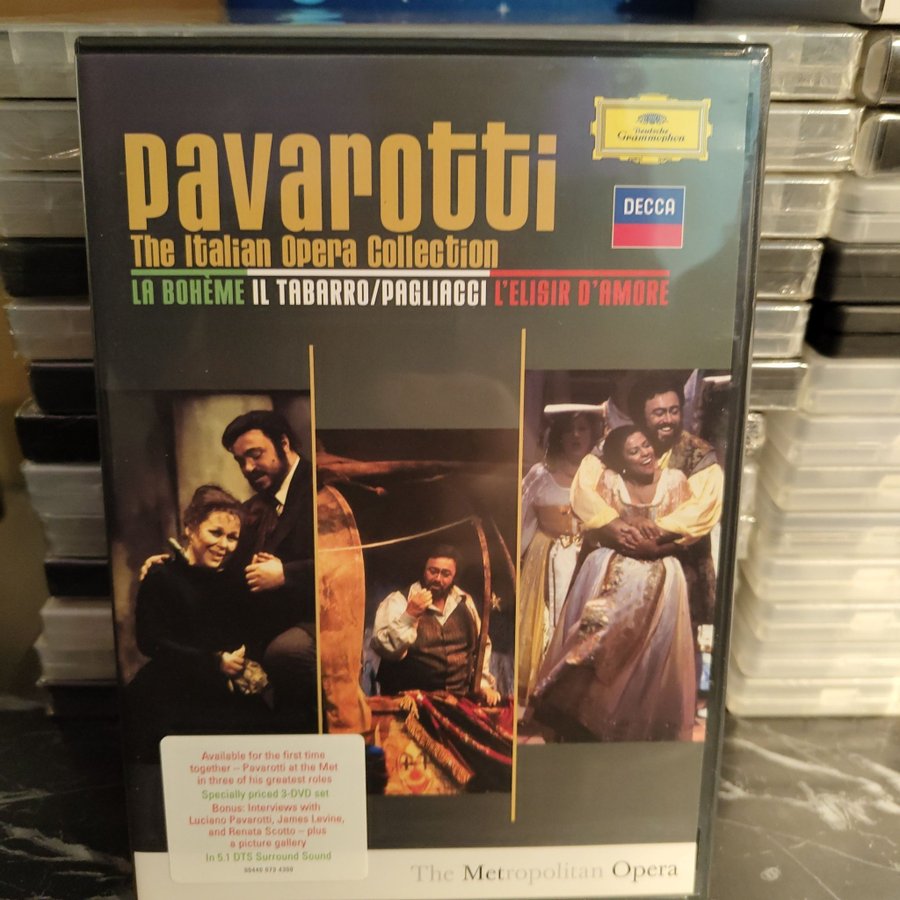 Pavarotti
Deutsche
Grammophon
DECCA
The Italian Opera Collection
LA BOHÈME IL TABARRO/PAGLIACCI L'ELISIR D'AMORE
Available for the first time
together – Pavarotti at the Met
in three of his greatest roles
Specially priced 3-DVD set
Bonus: Interviews with
Luciano Pavarotti, James Levine,
and Renata Scotto – plus
a picture gallery
In 5.1 DTS Surround Sound
The Metropolitan Opera